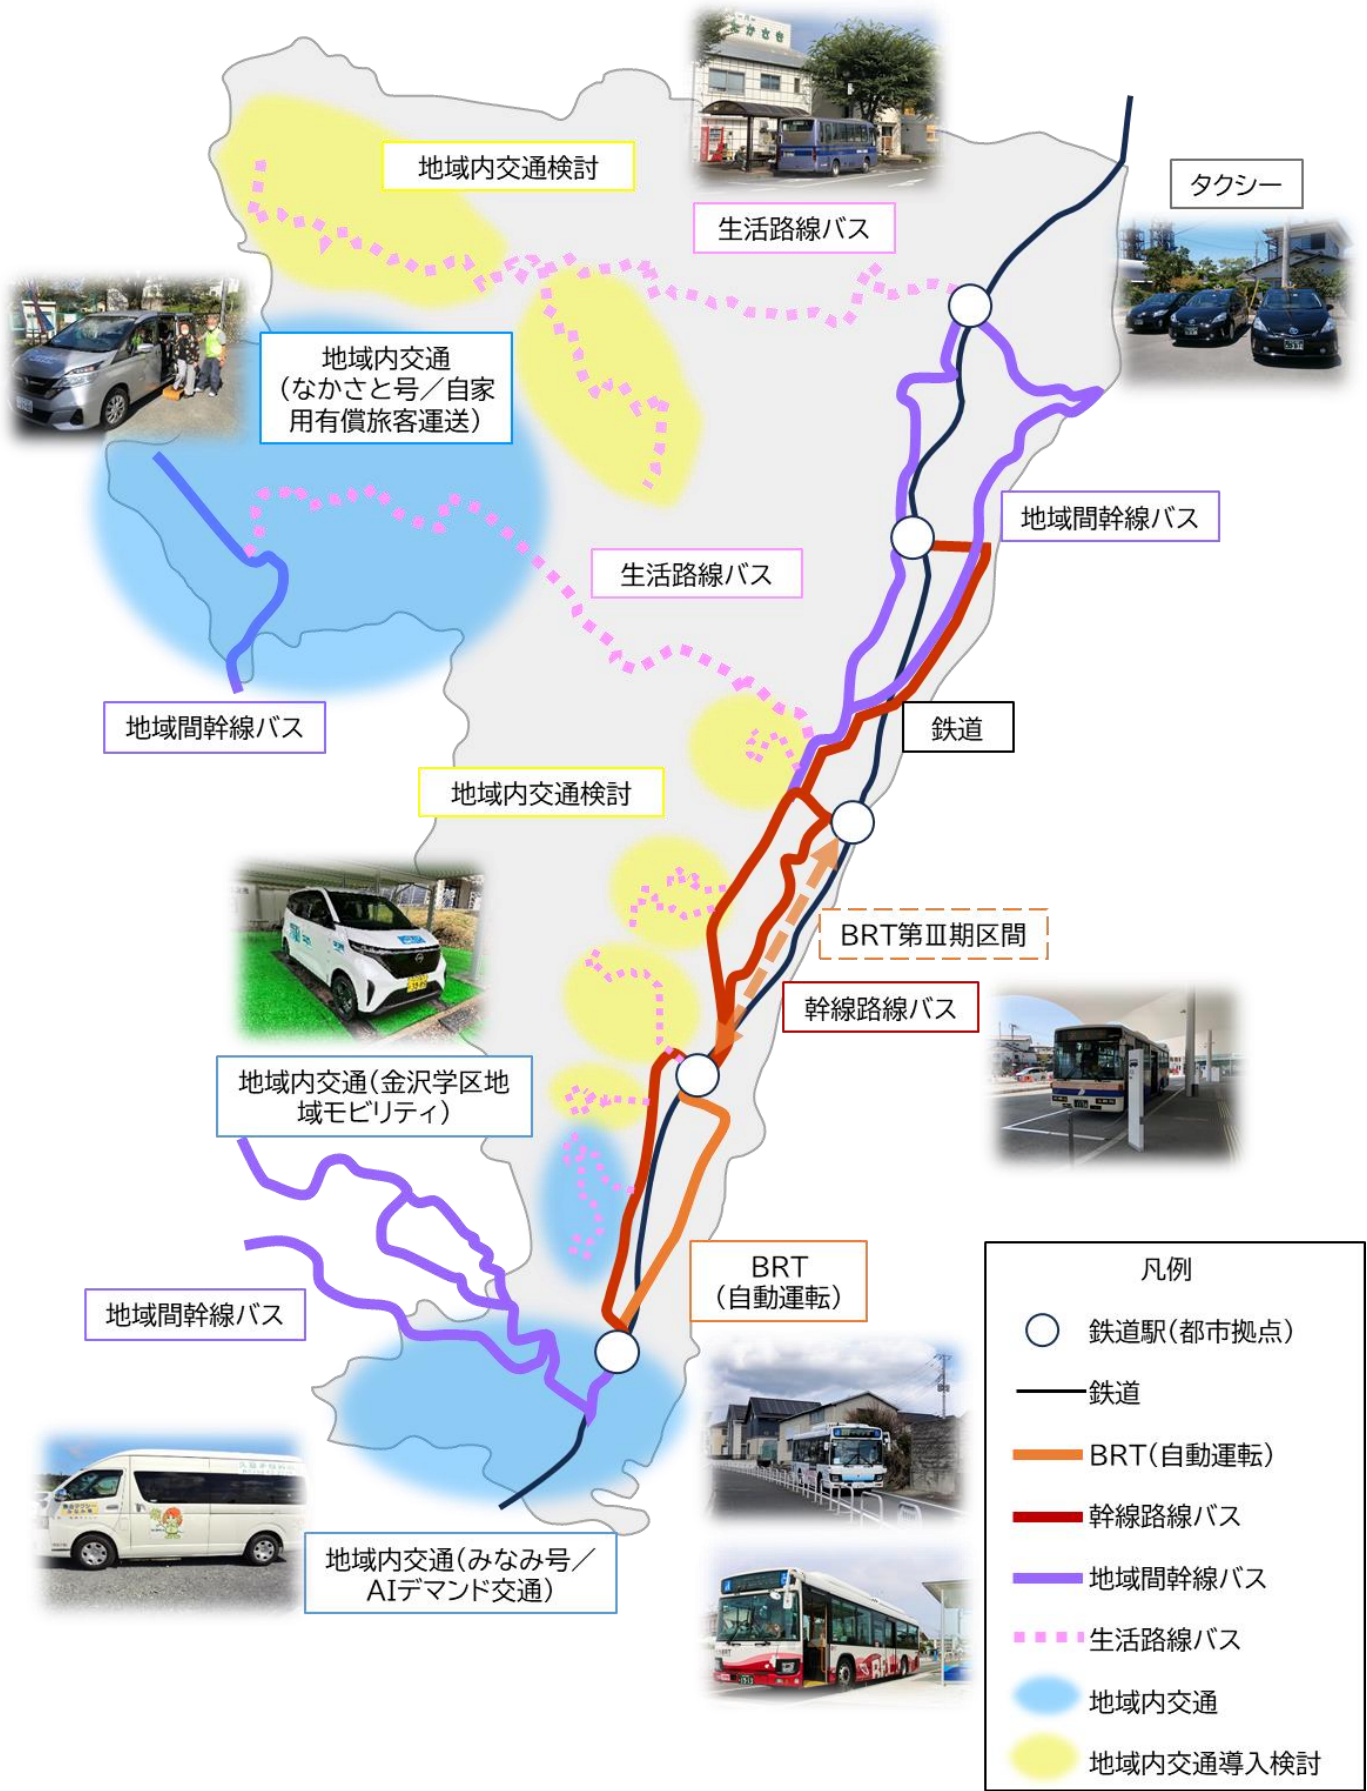 かさき
地域内交通検討
タクシー
生活路線バス
地域内交通
(なかさと号／自家
用有償旅客運送)
地域間幹線バス
生活路線バス
地域間幹線バス
鉄道
地域内交通検討
BRT第Ⅲ期区間
幹線路線バス
地域内交通(金沢学区地
域モビリティ)
BRT
(自動運転)
地域間幹線バス
地域内交通(みなみ号／
AIデマンド交通)
凡例
鉄道駅(都市拠点)
鉄道
BRT(自動運転)
幹線路線バス
地域間幹線バス
生活路線バス
地域内交通
地域内交通導入検討